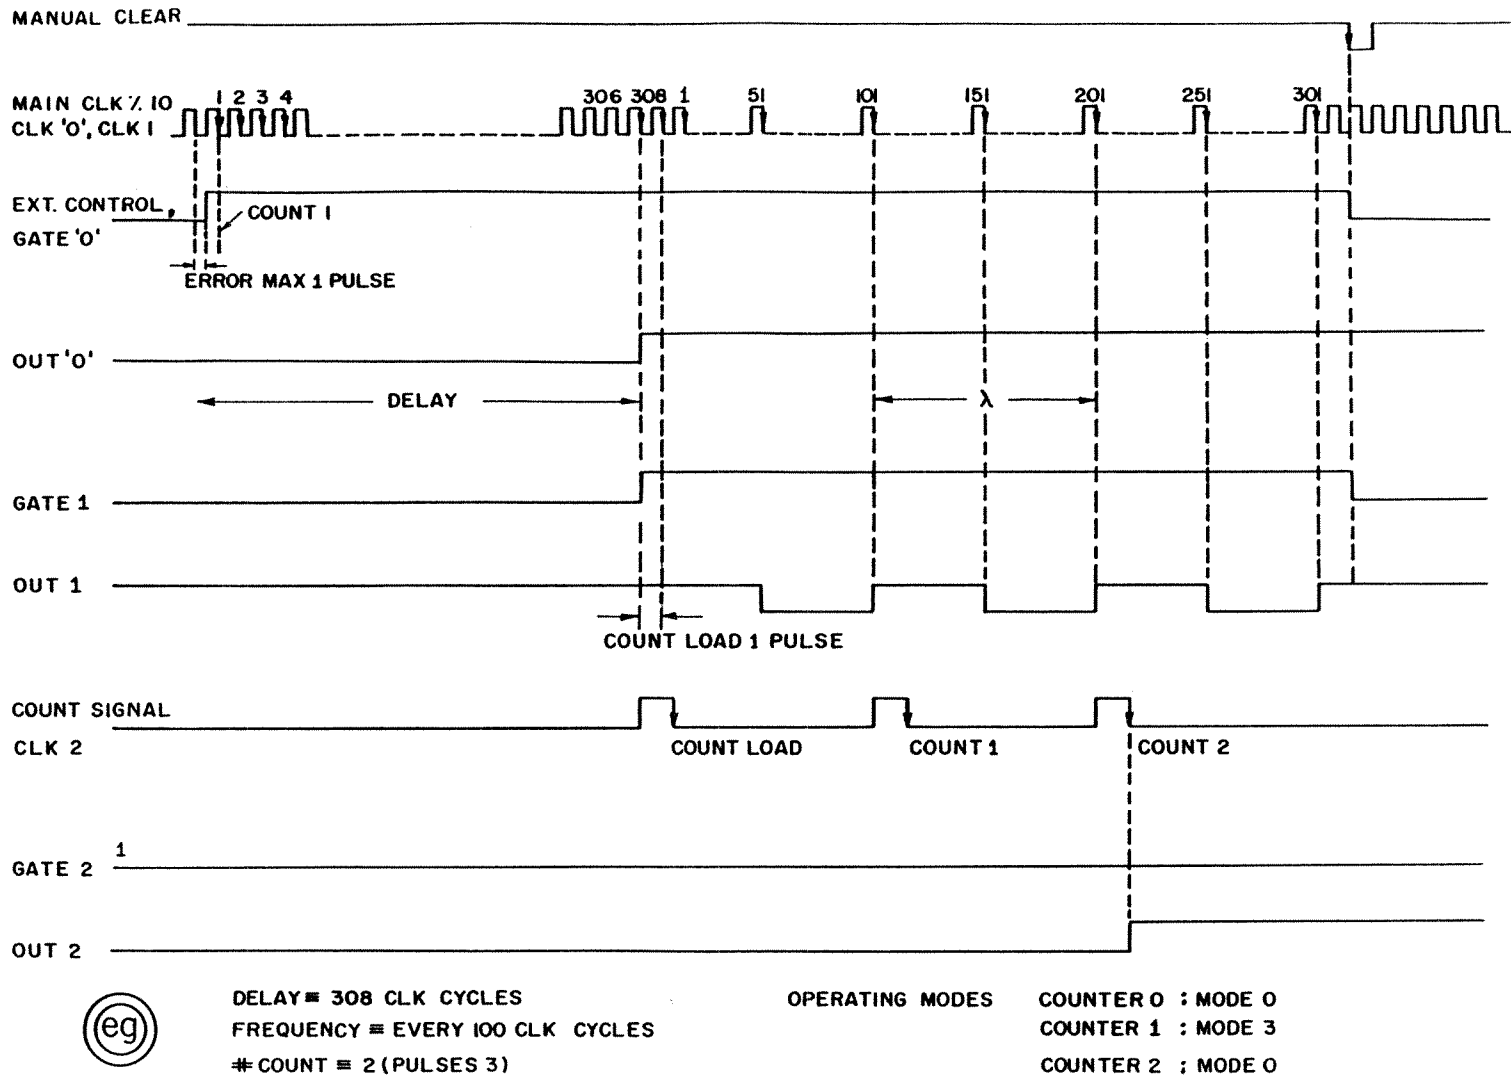 MANUAL CLEAR
MAIN CLK % 10
CLK 'O', CLK 1
1 2 3 4 306 308 1 51 101 151 201 251 301
EXT. CONTROL,
GATE 'O'
COUNT 1
ERROR MAX 1 PULSE
OUT 'O'
DELAY
λ
GATE 1
OUT 1
COUNT LOAD 1 PULSE
COUNT SIGNAL
CLK 2
COUNT LOAD
COUNT 1
COUNT 2
GATE 2
1
OUT 2
eg
DELAY ≡ 308 CLK CYCLES
FREQUENCY ≡ EVERY 100 CLK CYCLES
# COUNT ≡ 2 (PULSES 3)
OPERATING MODES
COUNTER 0 : MODE 0
COUNTER 1 : MODE 3
COUNTER 2 : MODE 0